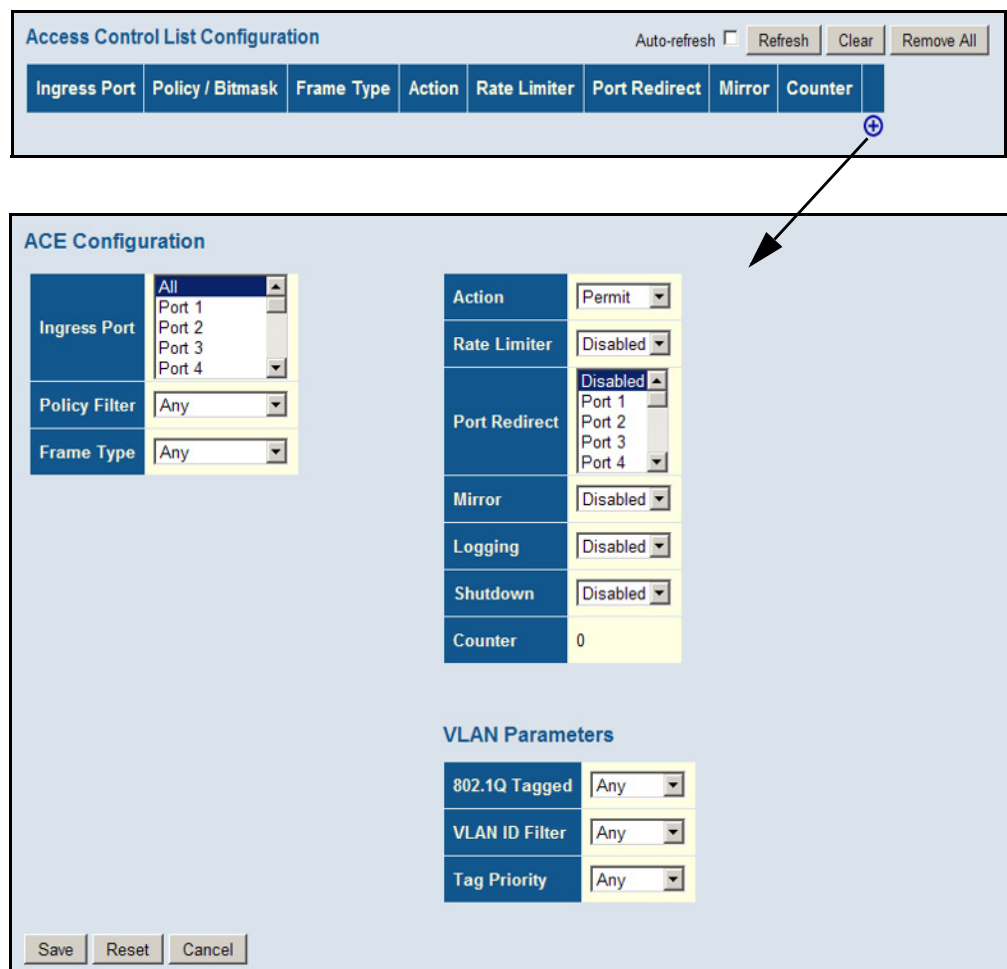 Access Control List Configuration
Auto-refresh Refresh Clear Remove All
Ingress Port Policy / Bitmask Frame Type Action Rate Limiter Port Redirect Mirror Counter
ACE Configuration
Ingress Port
All
Port 1
Port 2
Port 3
Port 4
Policy Filter Any
Frame Type Any
Action Permit
Rate Limiter Disabled
Port Redirect
Disabled
Port 1
Port 2
Port 3
Port 4
Mirror Disabled
Logging Disabled
Shutdown Disabled
Counter 0
VLAN Parameters
802.1Q Tagged Any
VLAN ID Filter Any
Tag Priority Any
Save Reset Cancel